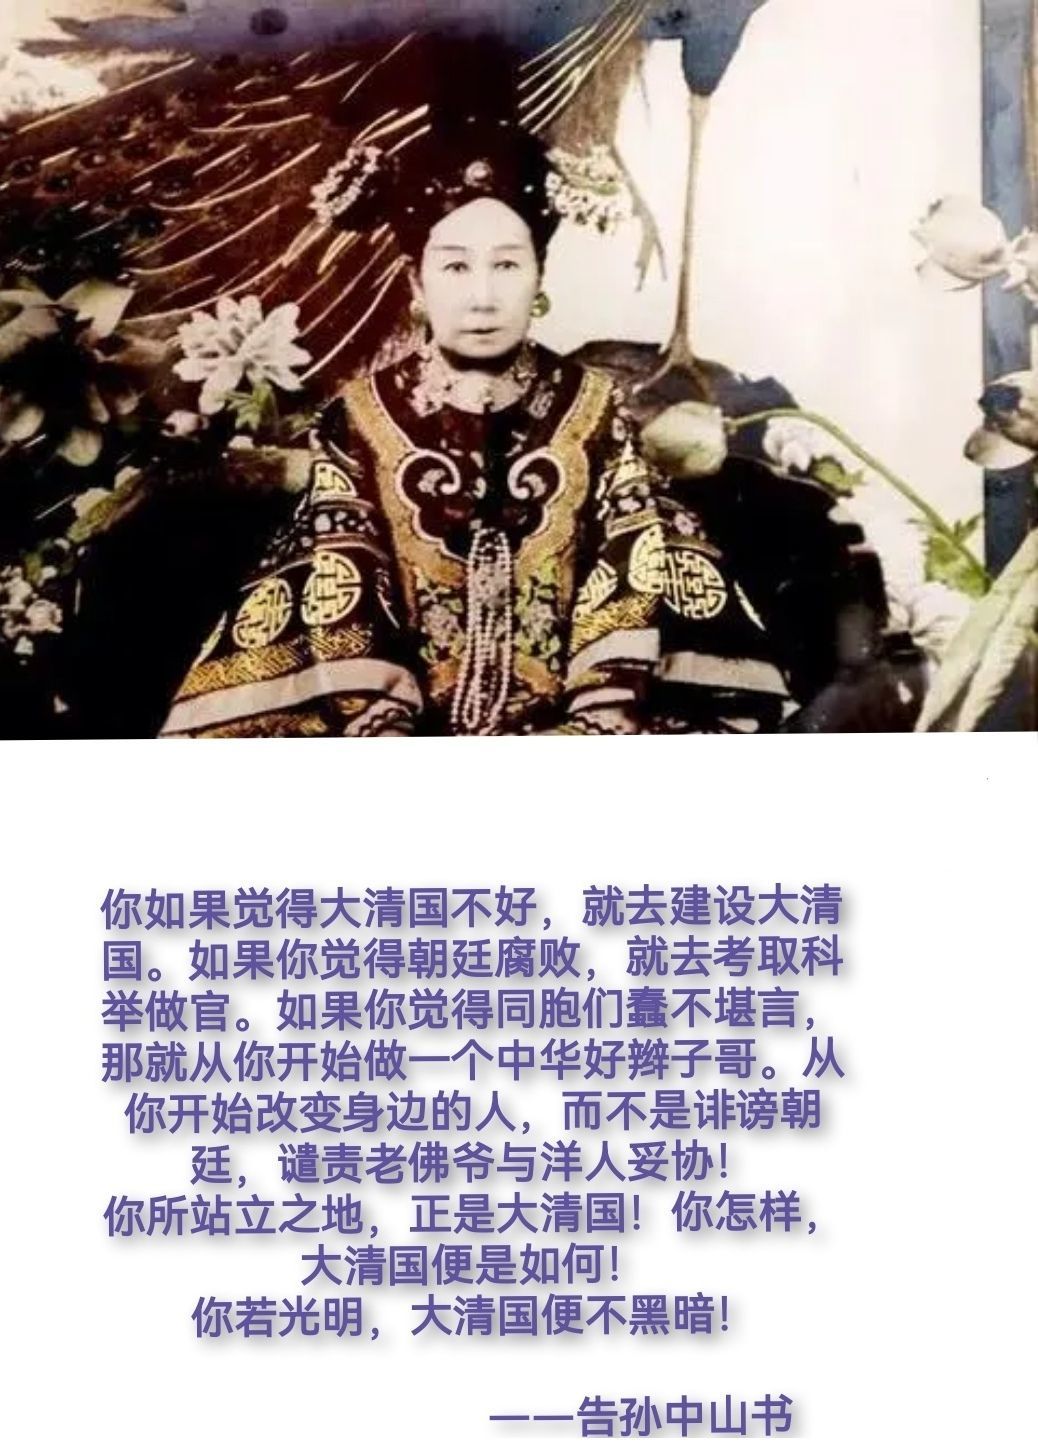 你如果觉得大清国不好，就去建设大清
国。如果你觉得朝廷腐败，就去考取科
举做官。如果你觉得同胞们蠢不堪言，
那就从你开始做一个中华好辫子哥。从
你开始改变身边的人，而不是诽谤朝
廷，谴责老佛爷与洋人妥协！
你所站立之地，正是大清国！你怎样，
大清国便是如何！
你若光明，大清国便不黑暗！
——告孙中山书